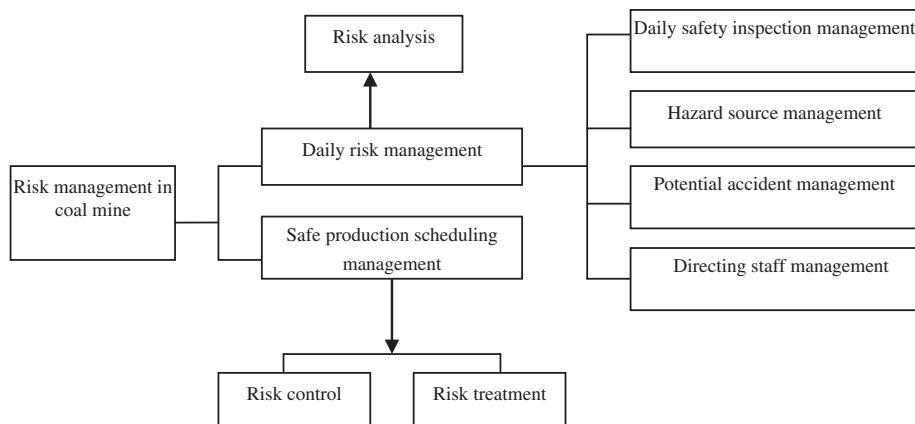 Risk analysis
Daily safety inspection management
Hazard source management
Daily risk management
Risk management in
coal mine
Potential accident management
Safe production scheduling
management
Directing staff management
Risk control
Risk treatment